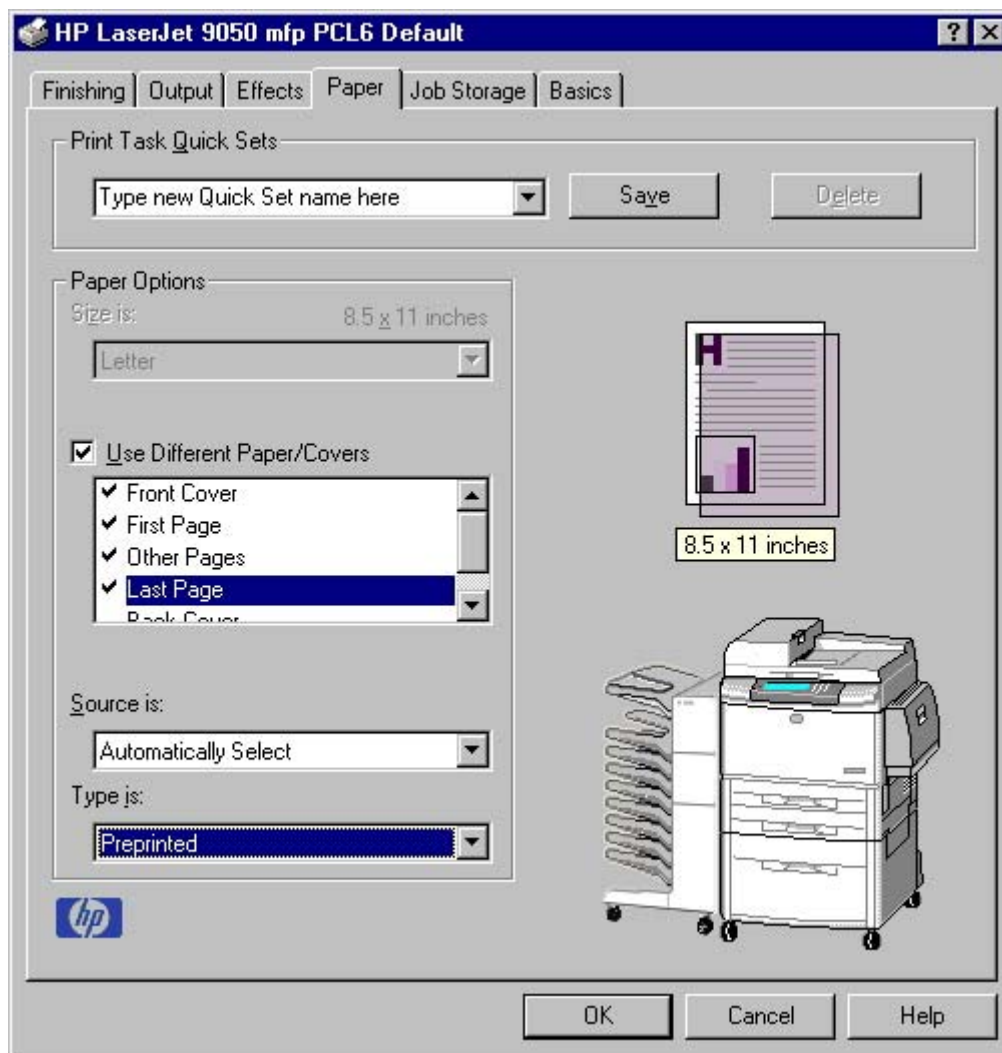 HP LaserJet 9050 mfp PCL6 Default
Finishing Output Effects Paper Job Storage Basics
Print Task Quick Sets
Type new Quick Set name here Save Delete
Paper Options
Size is: 8.5 x 11 inches
Letter
Use Different Paper/Covers
Front Cover
First Page
Other Pages
Last Page
Back Cover
8.5 x 11 inches
Source is:
Automatically Select
Type is:
Preprinted
hp
OK Cancel Help